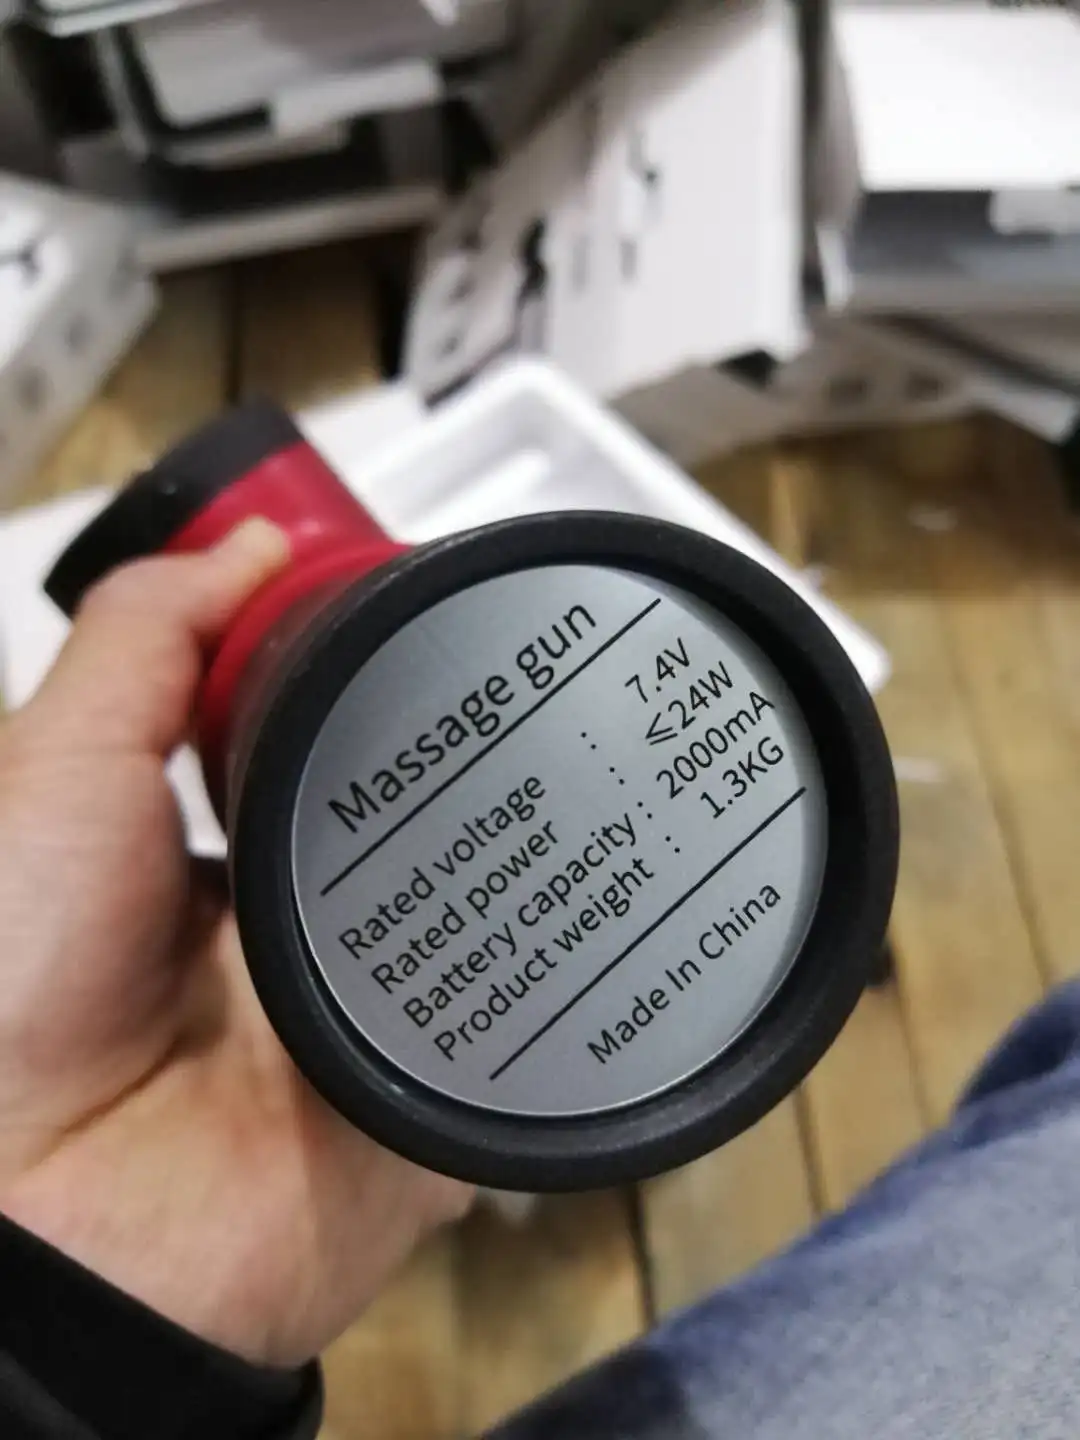 Massage gun
Rated voltage : 7.4V
Rated power : ≤24W
Battery capacity : 2000mA
Product weight : 1.3KG
Made In China